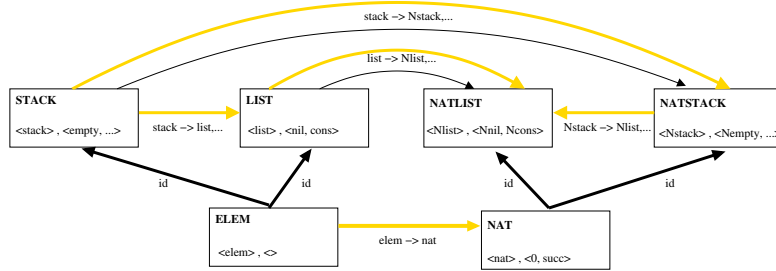 stack -> Nstack,...
list -> Nlist,...
STACK
<stack> , <empty, ...>
stack -> list,...
LIST
<list> , <nil, cons>
NATLIST
<Nlist> , <Nnil, Ncons>
Nstack -> Nlist,...
NATSTACK
<Nstack> , <Nempty, ...>
id
id
id
id
ELEM
<elem> , <>
elem -> nat
NAT
<nat> , <0, succ>